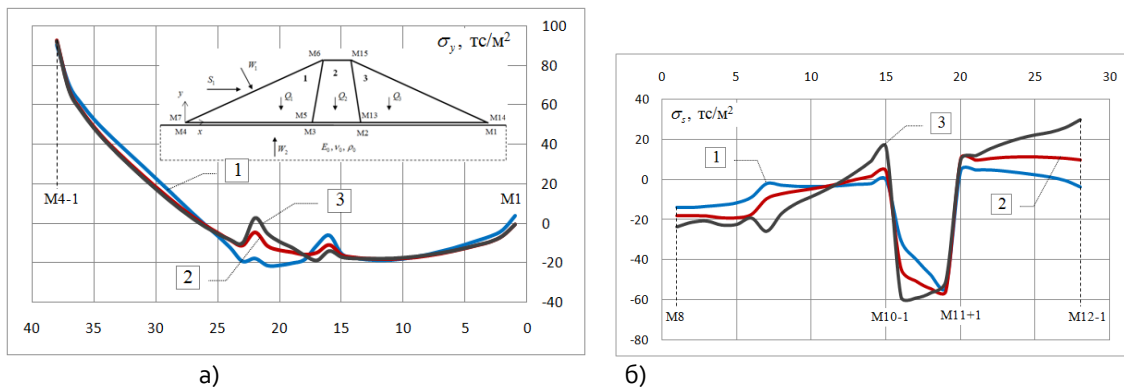 σy, тс/м²
100
80
60
40
20
0
-20
-40
40 35 30 25 20 15 10 5 0
M4-1
M1
1
2
3
M6 M15
W1
S1
1 2 3
Q1 Q2 Q3
y
x
M7
M4
M5
M3
M13
M2
M14
M1
W2
E0, ν0, ρ0
а)
0 5 10 15 20 25 30
σs, тс/м²
40
20
0
-20
-40
-60
-80
1
2
3
M8
M10-1
M11+1
M12-1
б)